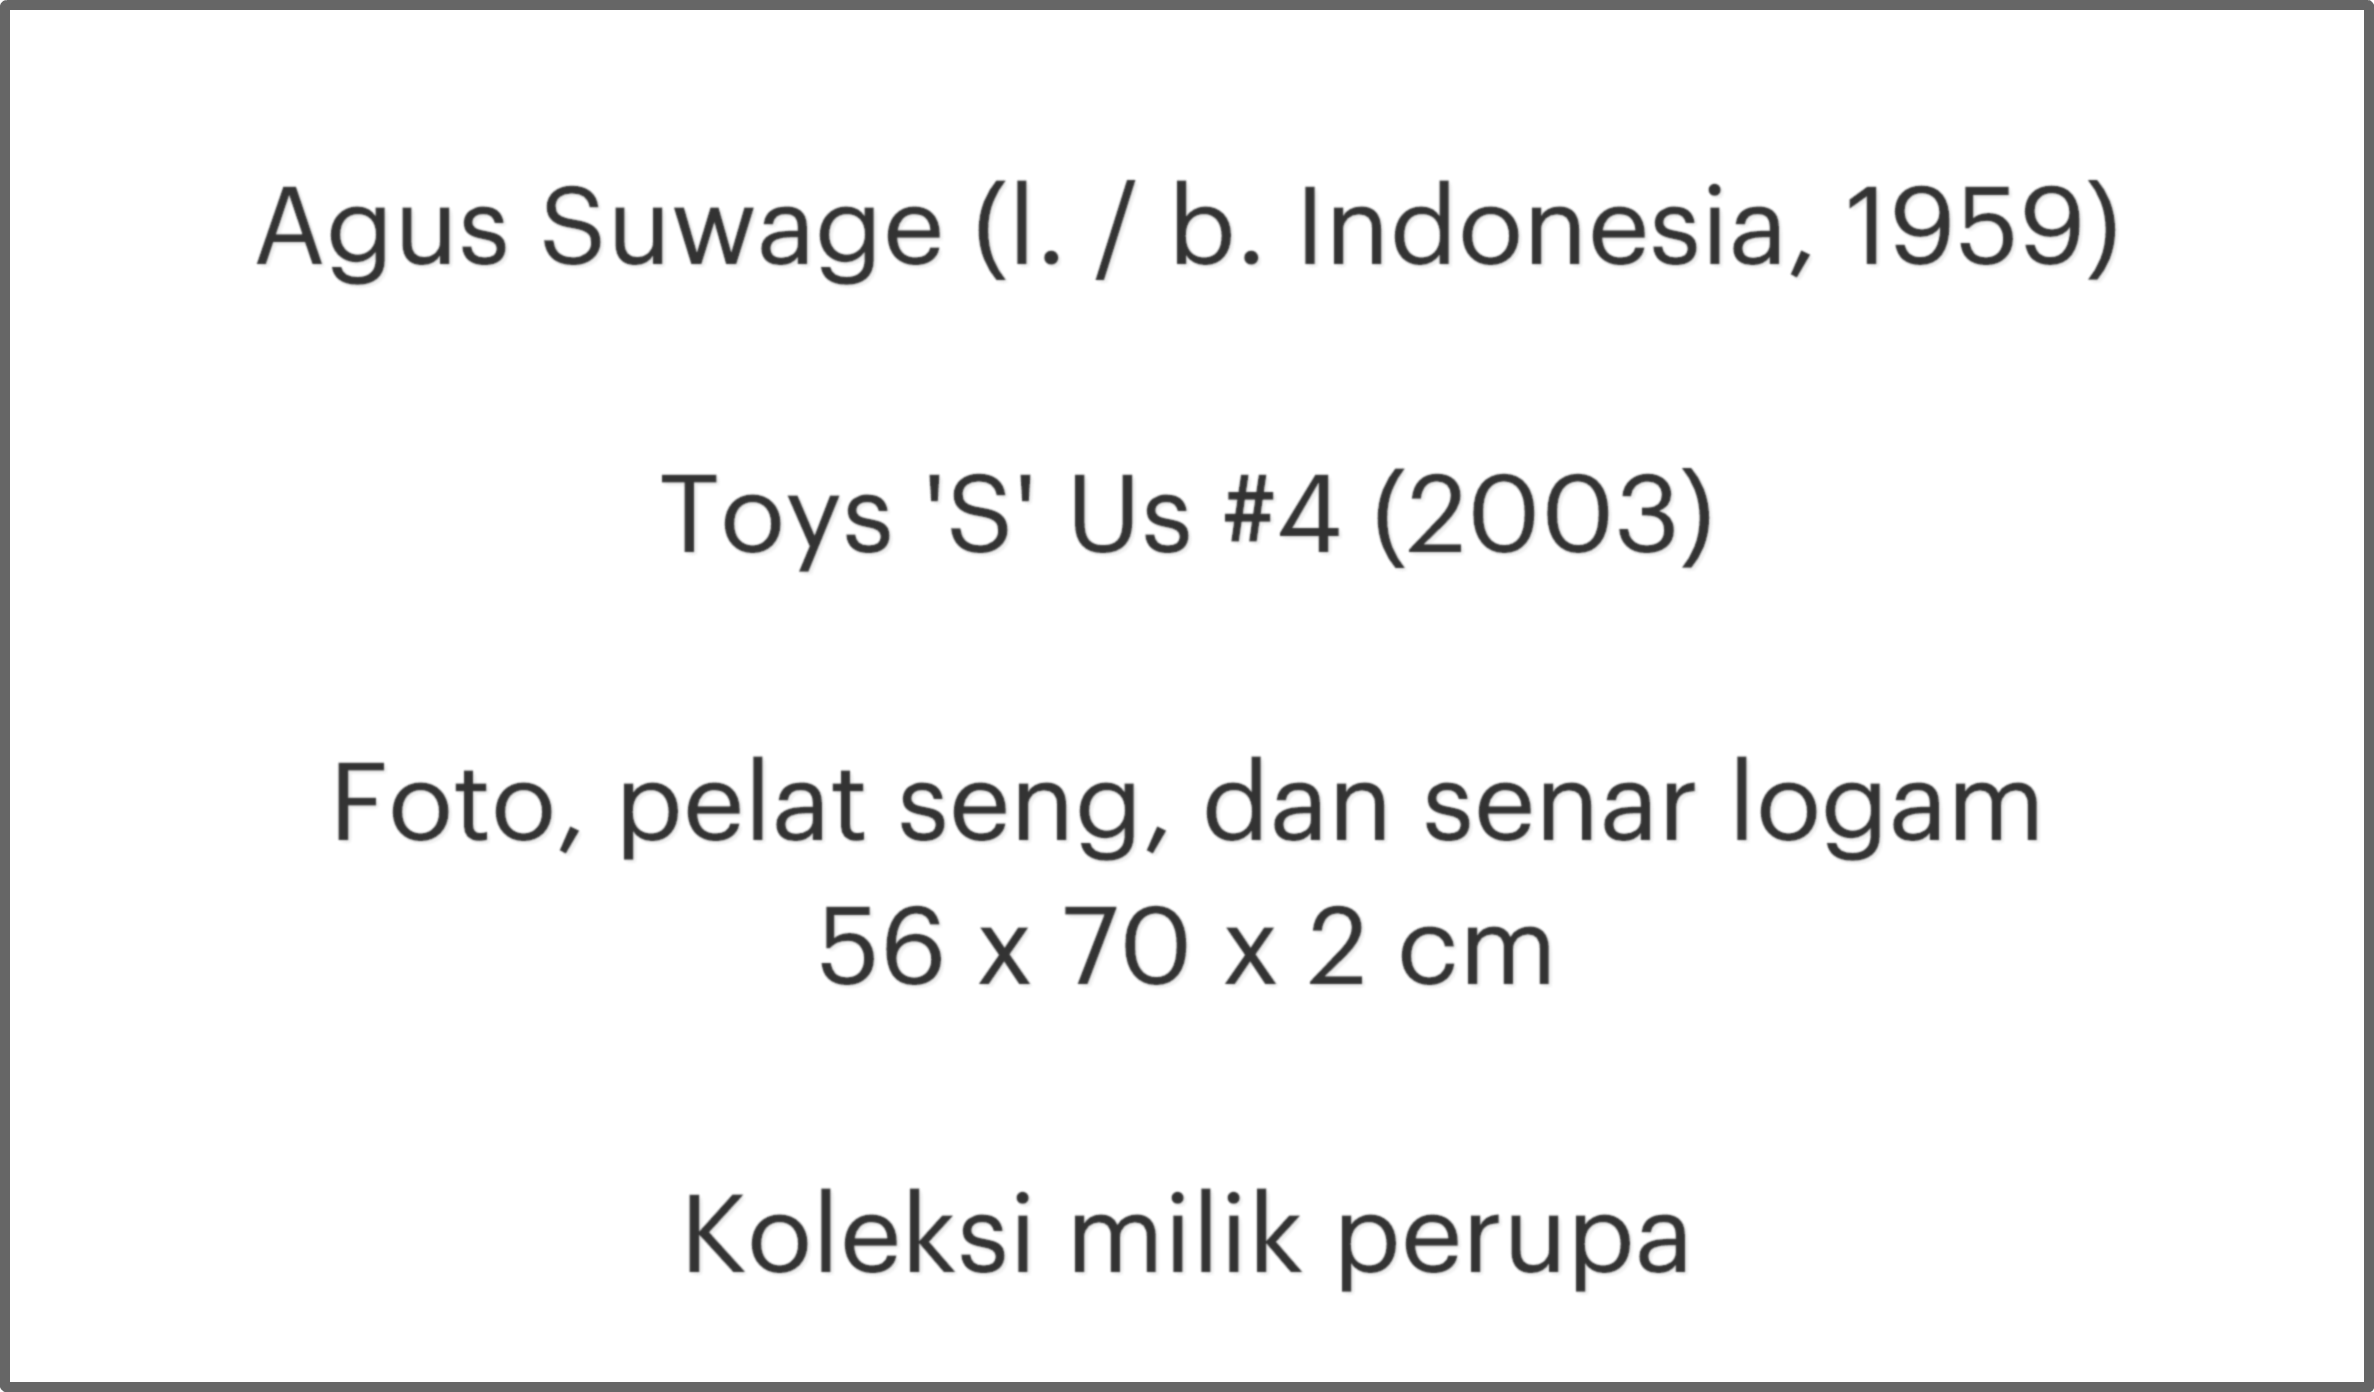 Agus Suwage (l. / b. Indonesia, 1959)
Toys 'S' Us #4 (2003)
Foto, pelat seng, dan senar logam
56 x 70 x 2 cm
Koleksi milik perupa